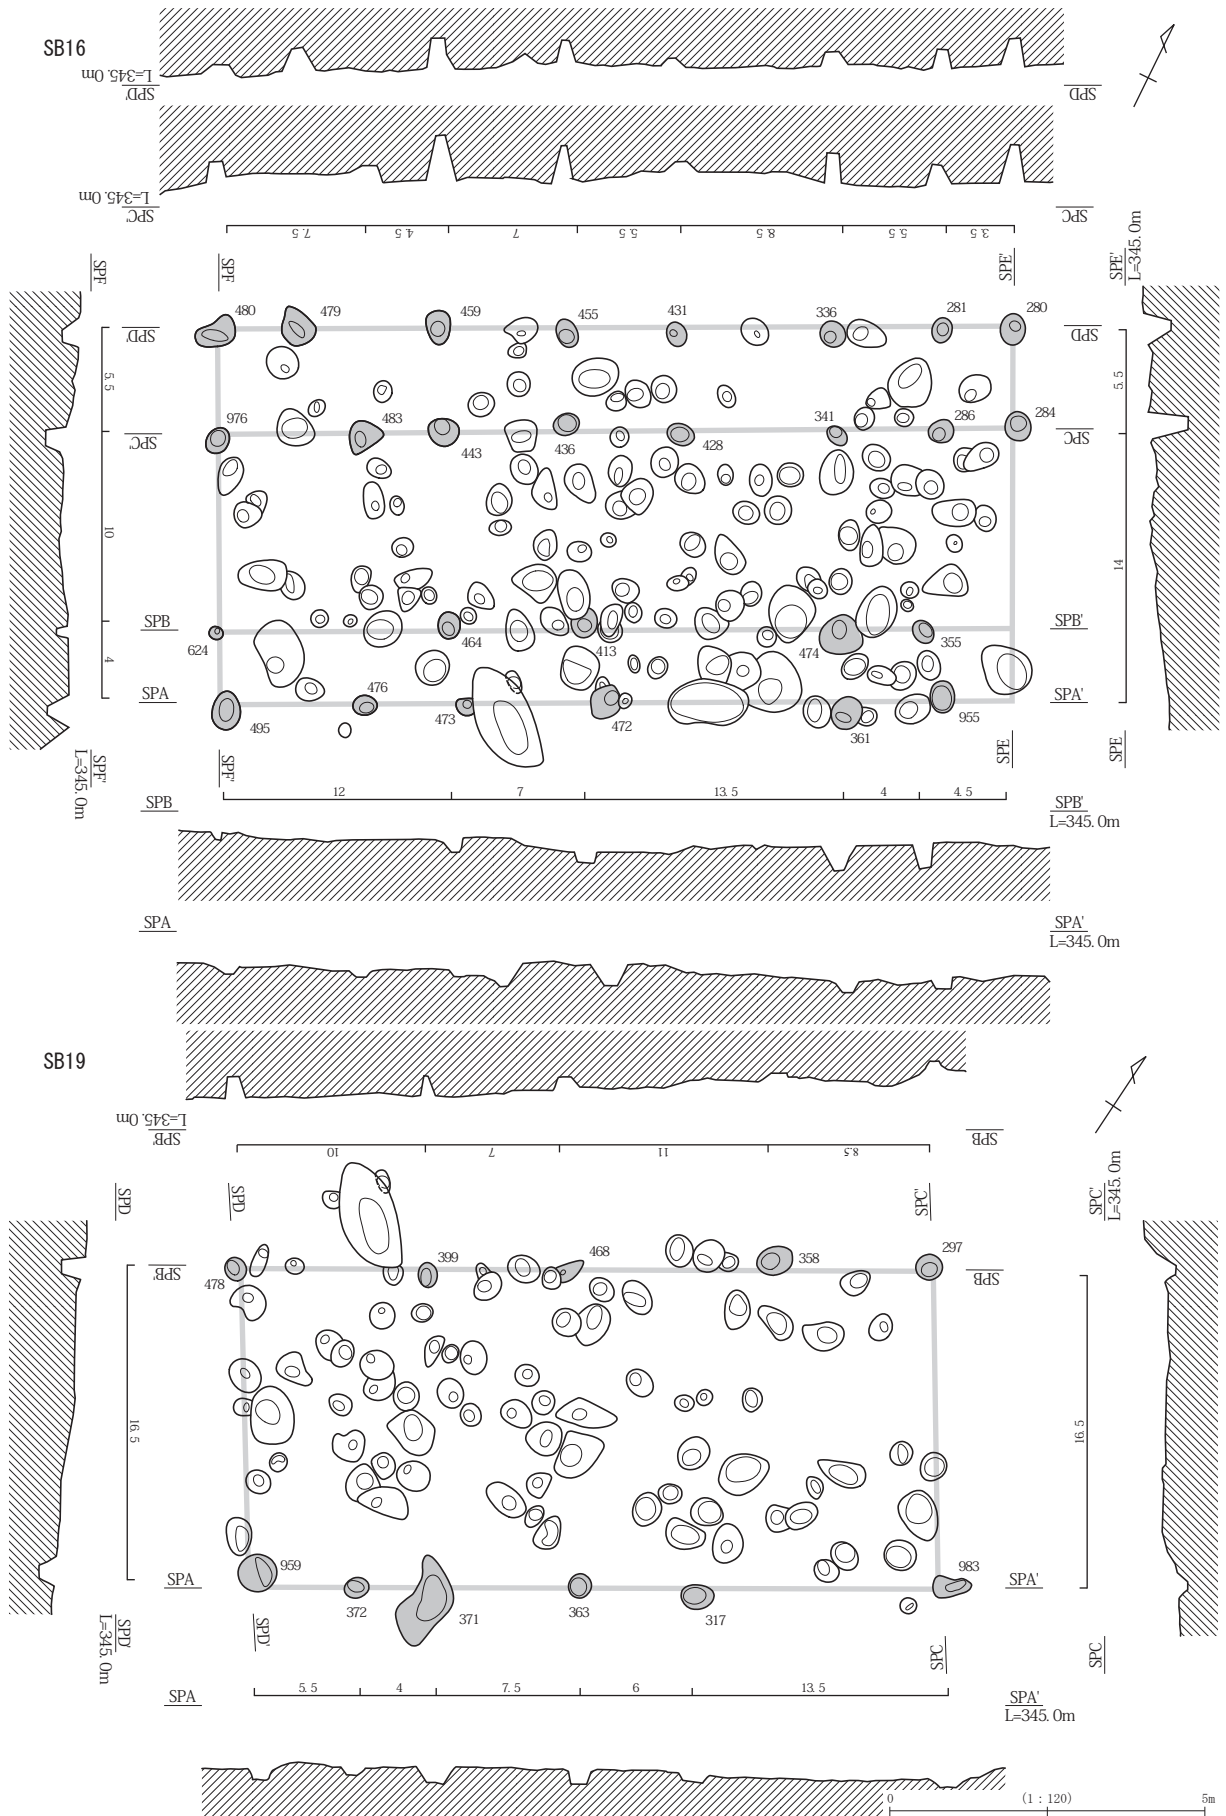 SB16
L=345.0m
SPD' SPD
L=345.0m
SPC' SPC
7.5 4.5 7 5.5 8.5 5.5 3.5
SPF SPF SPE SPE' L=345.0m
480 479 459 455 431 336 281 280
SPD' SPD
5.5 5.5
976 483 443 436 428 341 286 284
SPC' SPC
10 14
SPB SPB'
624 464 413 474 355
4
SPA SPA'
476 473 472 955
495 361
SPF' L=345.0m SPF' SPE SPE
12 7 13.5 4 4.5
SPB SPB'
L=345.0m
SPA SPA'
L=345.0m
SB19
L=345.0m
SPB' SPB
10 7 11 8.5
SPD SPD SPC' SPC' L=345.0m
399 468 358 297
SPB' SPB
478
16.5 16.5
959 983
SPA SPA'
372 371 363 317
SPD' L=345.0m SPD' SPC SPC
5.5 4 7.5 6 13.5
SPA SPA'
L=345.0m
0 (1：120) 5m